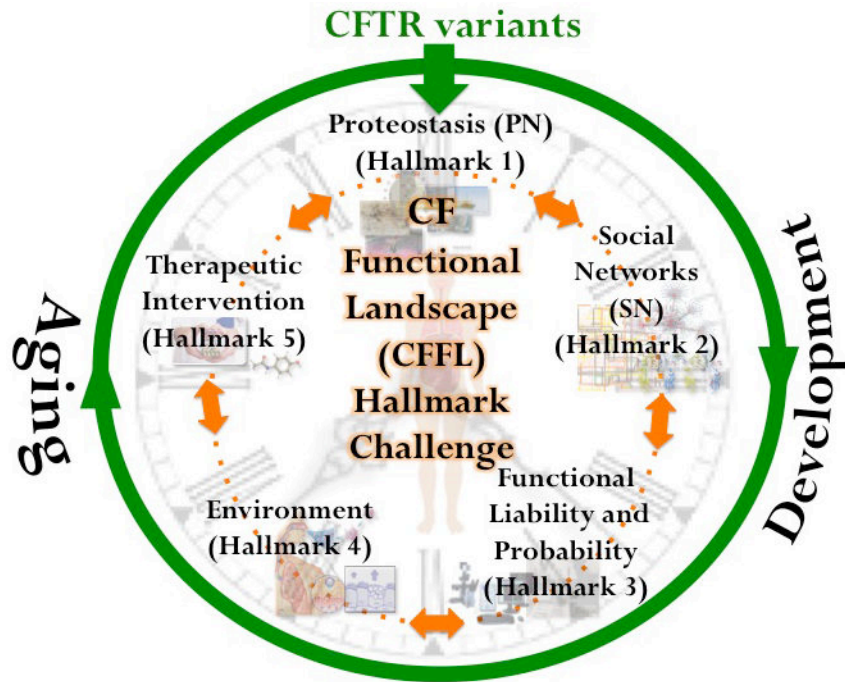 CFTR variants
Proteostasis (PN)
(Hallmark 1)
CF
Functional
Landscape
(CFFL)
Hallmark
Challenge
Social
Networks
(SN)
(Hallmark 2)
Development
Functional
Liability and
Probability
(Hallmark 3)
Environment
(Hallmark 4)
Therapeutic
Intervention
(Hallmark 5)
Aging